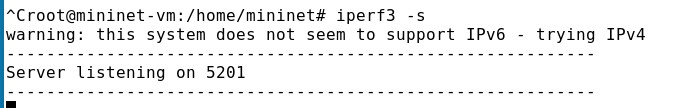 ^Croot@mininet-vm:/home/mininet# iperf3 -s
warning: this system does not seem to support IPv6 - trying IPv4
-----------------------------------------------------------
Server listening on 5201
-----------------------------------------------------------